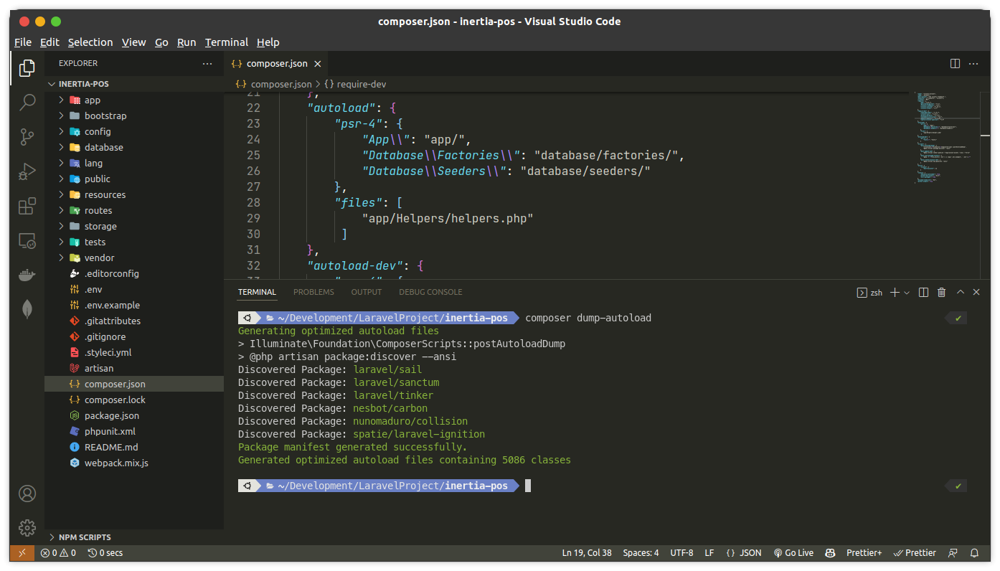 composer.json - inertia-pos - Visual Studio Code
File Edit Selection View Go Run Terminal Help
EXPLORER
INERTIA-POS
app
bootstrap
config
database
lang
public
resources
routes
storage
tests
vendor
.editorconfig
.env
.env.example
.gitattributes
.gitignore
.styleci.yml
artisan
composer.json
composer.lock
package.json
phpunit.xml
README.md
webpack.mix.js
NPM SCRIPTS
{..} composer.json
{..} composer.json > {} require-dev
21 },
22 "autoload": {
23 "psr-4": {
24 "App\\": "app/",
25 "Database\\Factories\\": "database/factories/",
26 "Database\\Seeders\\": "database/seeders/"
27 },
28 "files": [
29 "app/Helpers/helpers.php"
30 ]
31 },
32 "autoload-dev": {
TERMINAL PROBLEMS OUTPUT DEBUG CONSOLE zsh
~/Development/LaravelProject/inertia-pos composer dump-autoload
Generating optimized autoload files
> Illuminate\Foundation\ComposerScripts::postAutoloadDump
> @php artisan package:discover --ansi
Discovered Package: laravel/sail
Discovered Package: laravel/sanctum
Discovered Package: laravel/tinker
Discovered Package: nesbot/carbon
Discovered Package: nunomaduro/collision
Discovered Package: spatie/laravel-ignition
Package manifest generated successfully.
Generated optimized autoload files containing 5086 classes
~/Development/LaravelProject/inertia-pos
0 0 0 secs Ln 19, Col 38 Spaces: 4 UTF-8 LF {} JSON Go Live Prettier+ Prettier